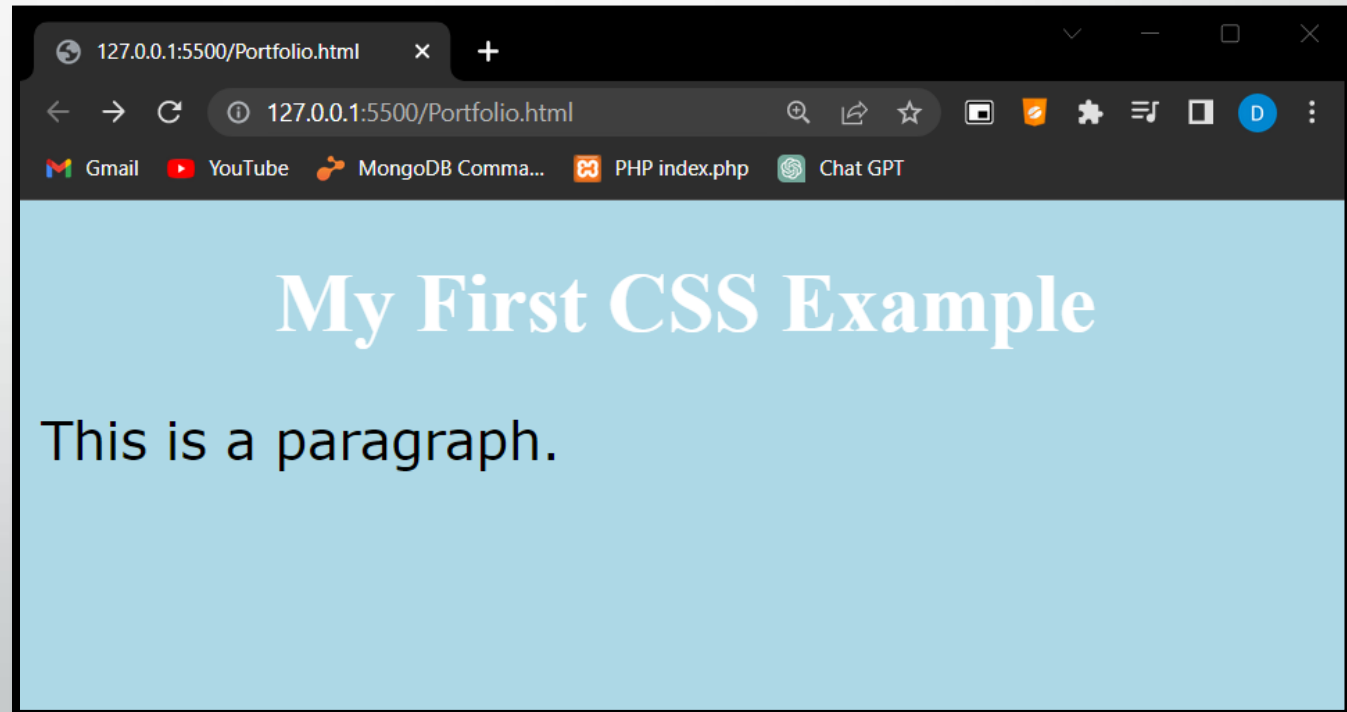 127.0.0.1:5500/Portfolio.html
127.0.0.1:5500/Portfolio.html
D
Gmail YouTube MongoDB Comma... PHP index.php Chat GPT
My First CSS Example
This is a paragraph.